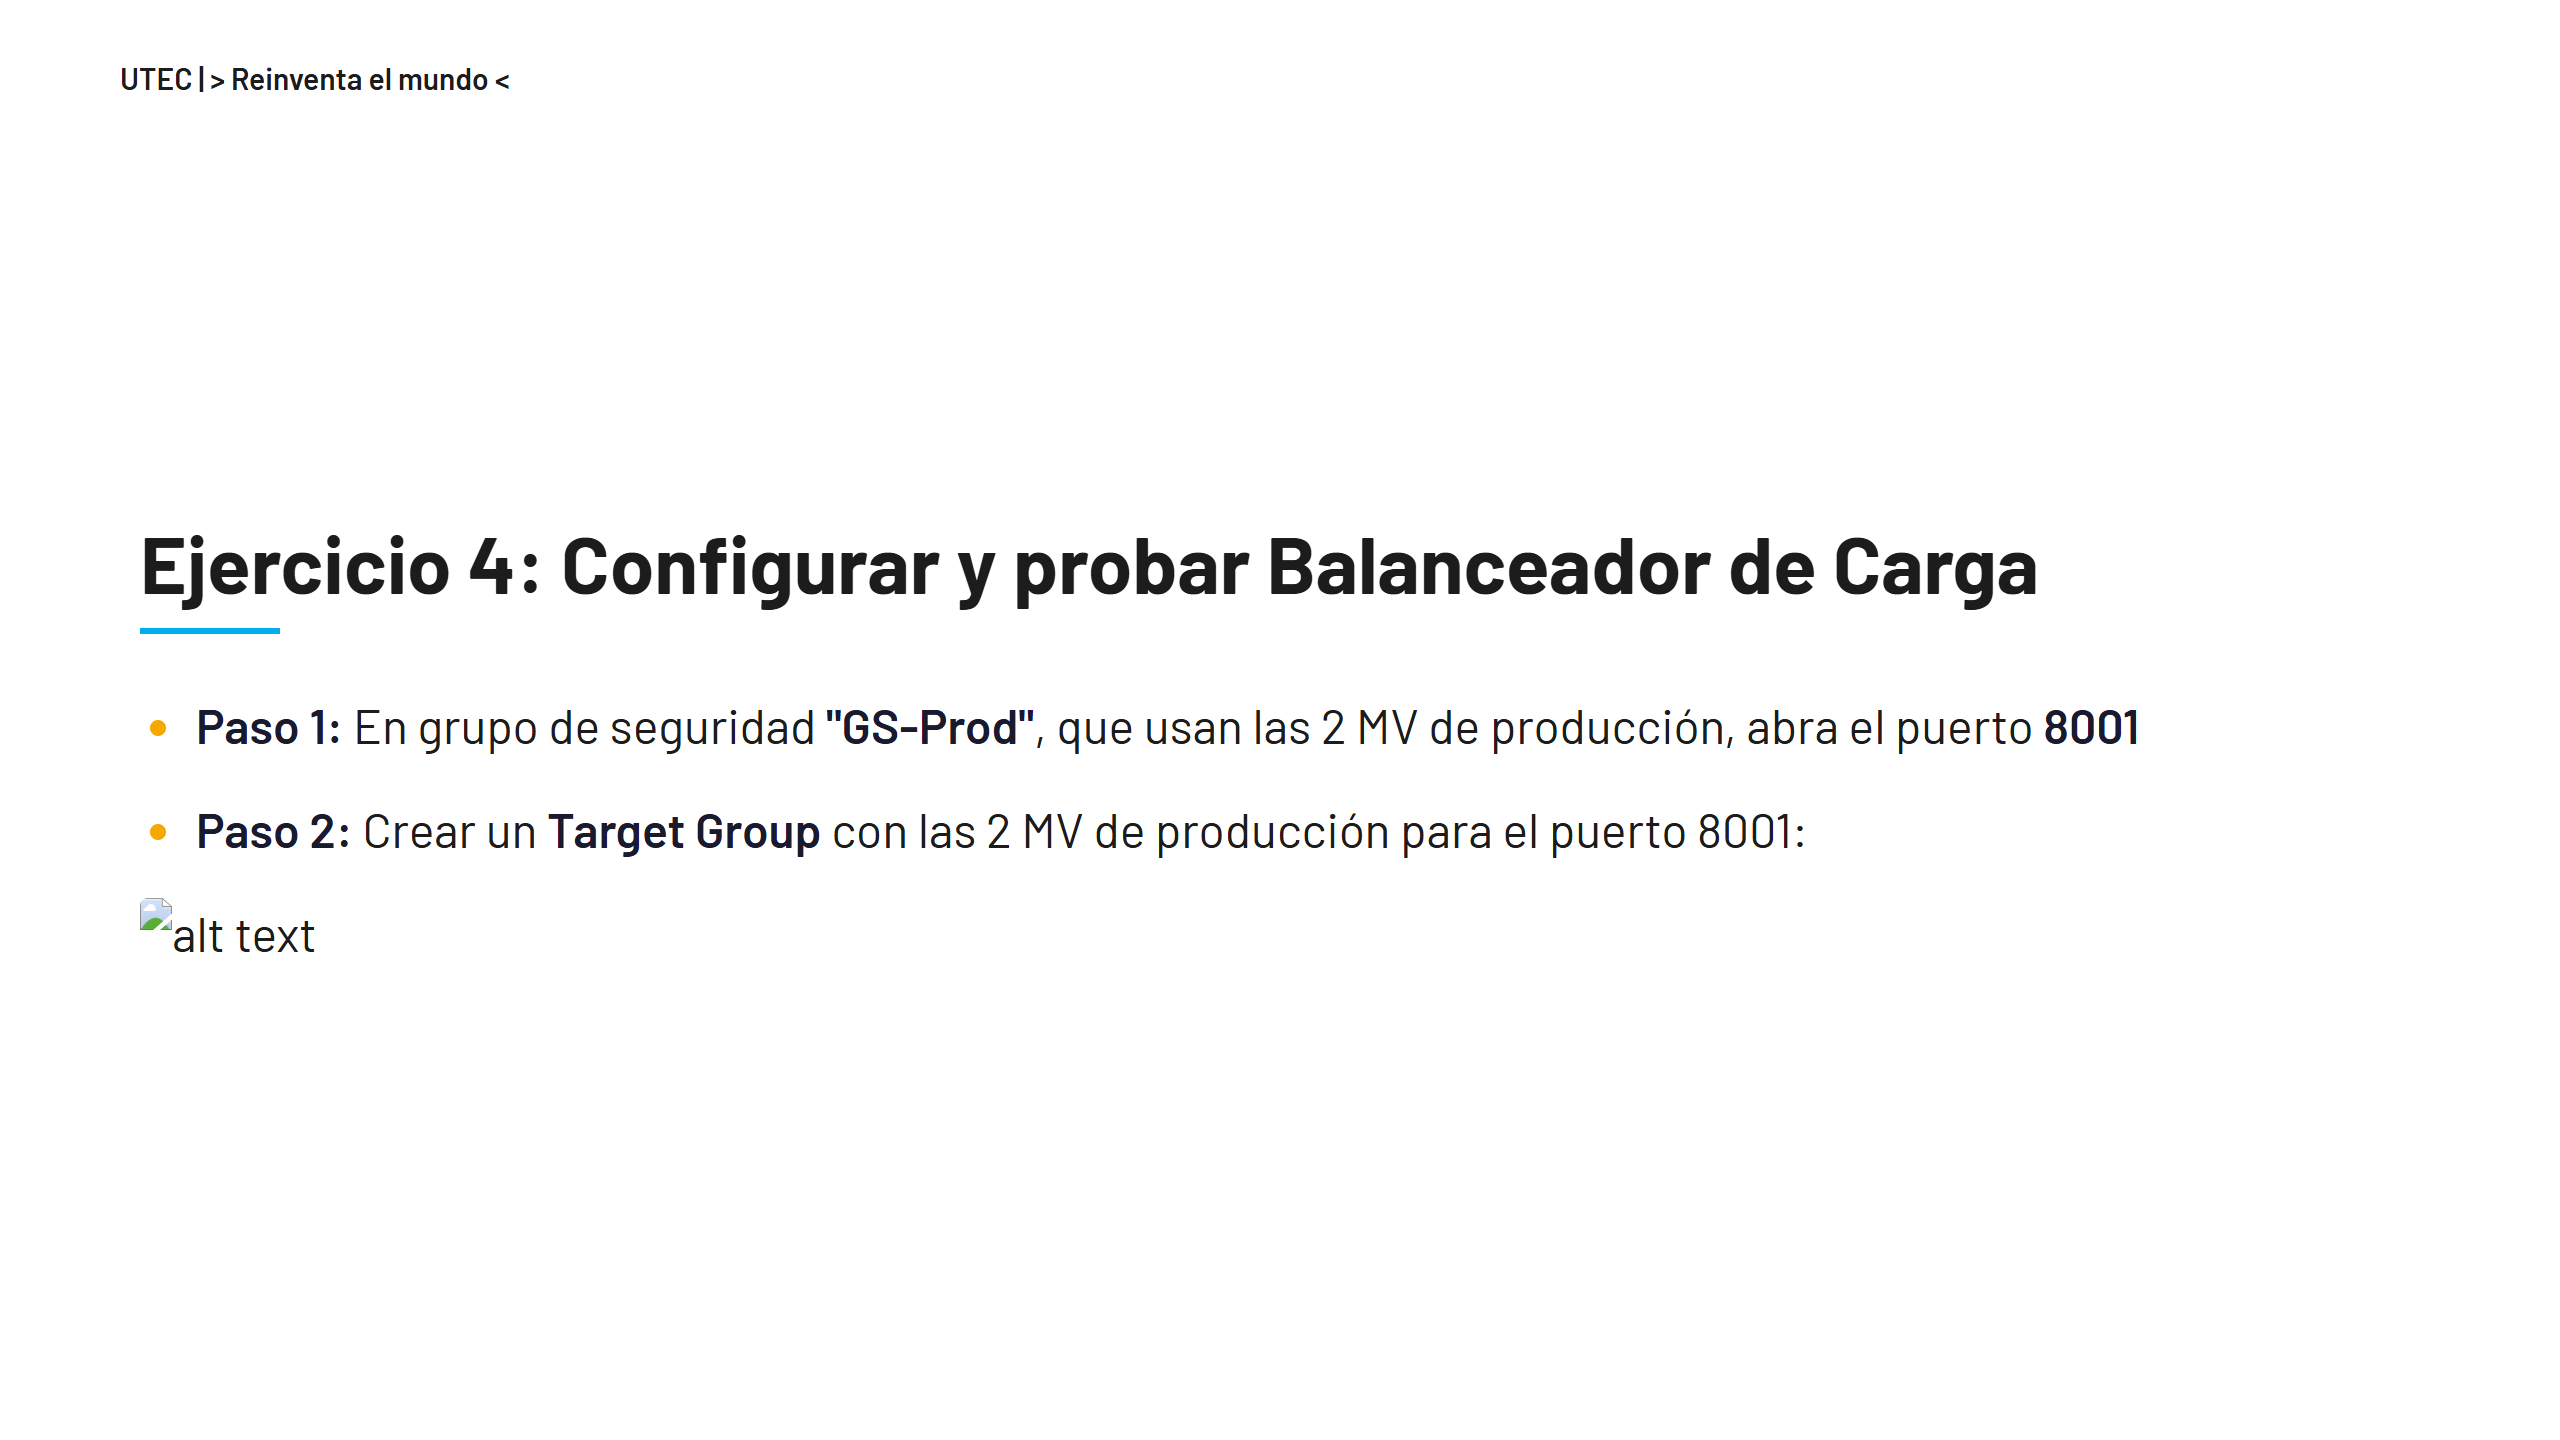 UTEC | > Reinventa el mundo <
Ejercicio 4: Configurar y probar Balanceador de Carga
Paso 1: En grupo de seguridad "GS-Prod", que usan las 2 MV de producción, abra el puerto 8001
Paso 2: Crear un Target Group con las 2 MV de producción para el puerto 8001:
alt text